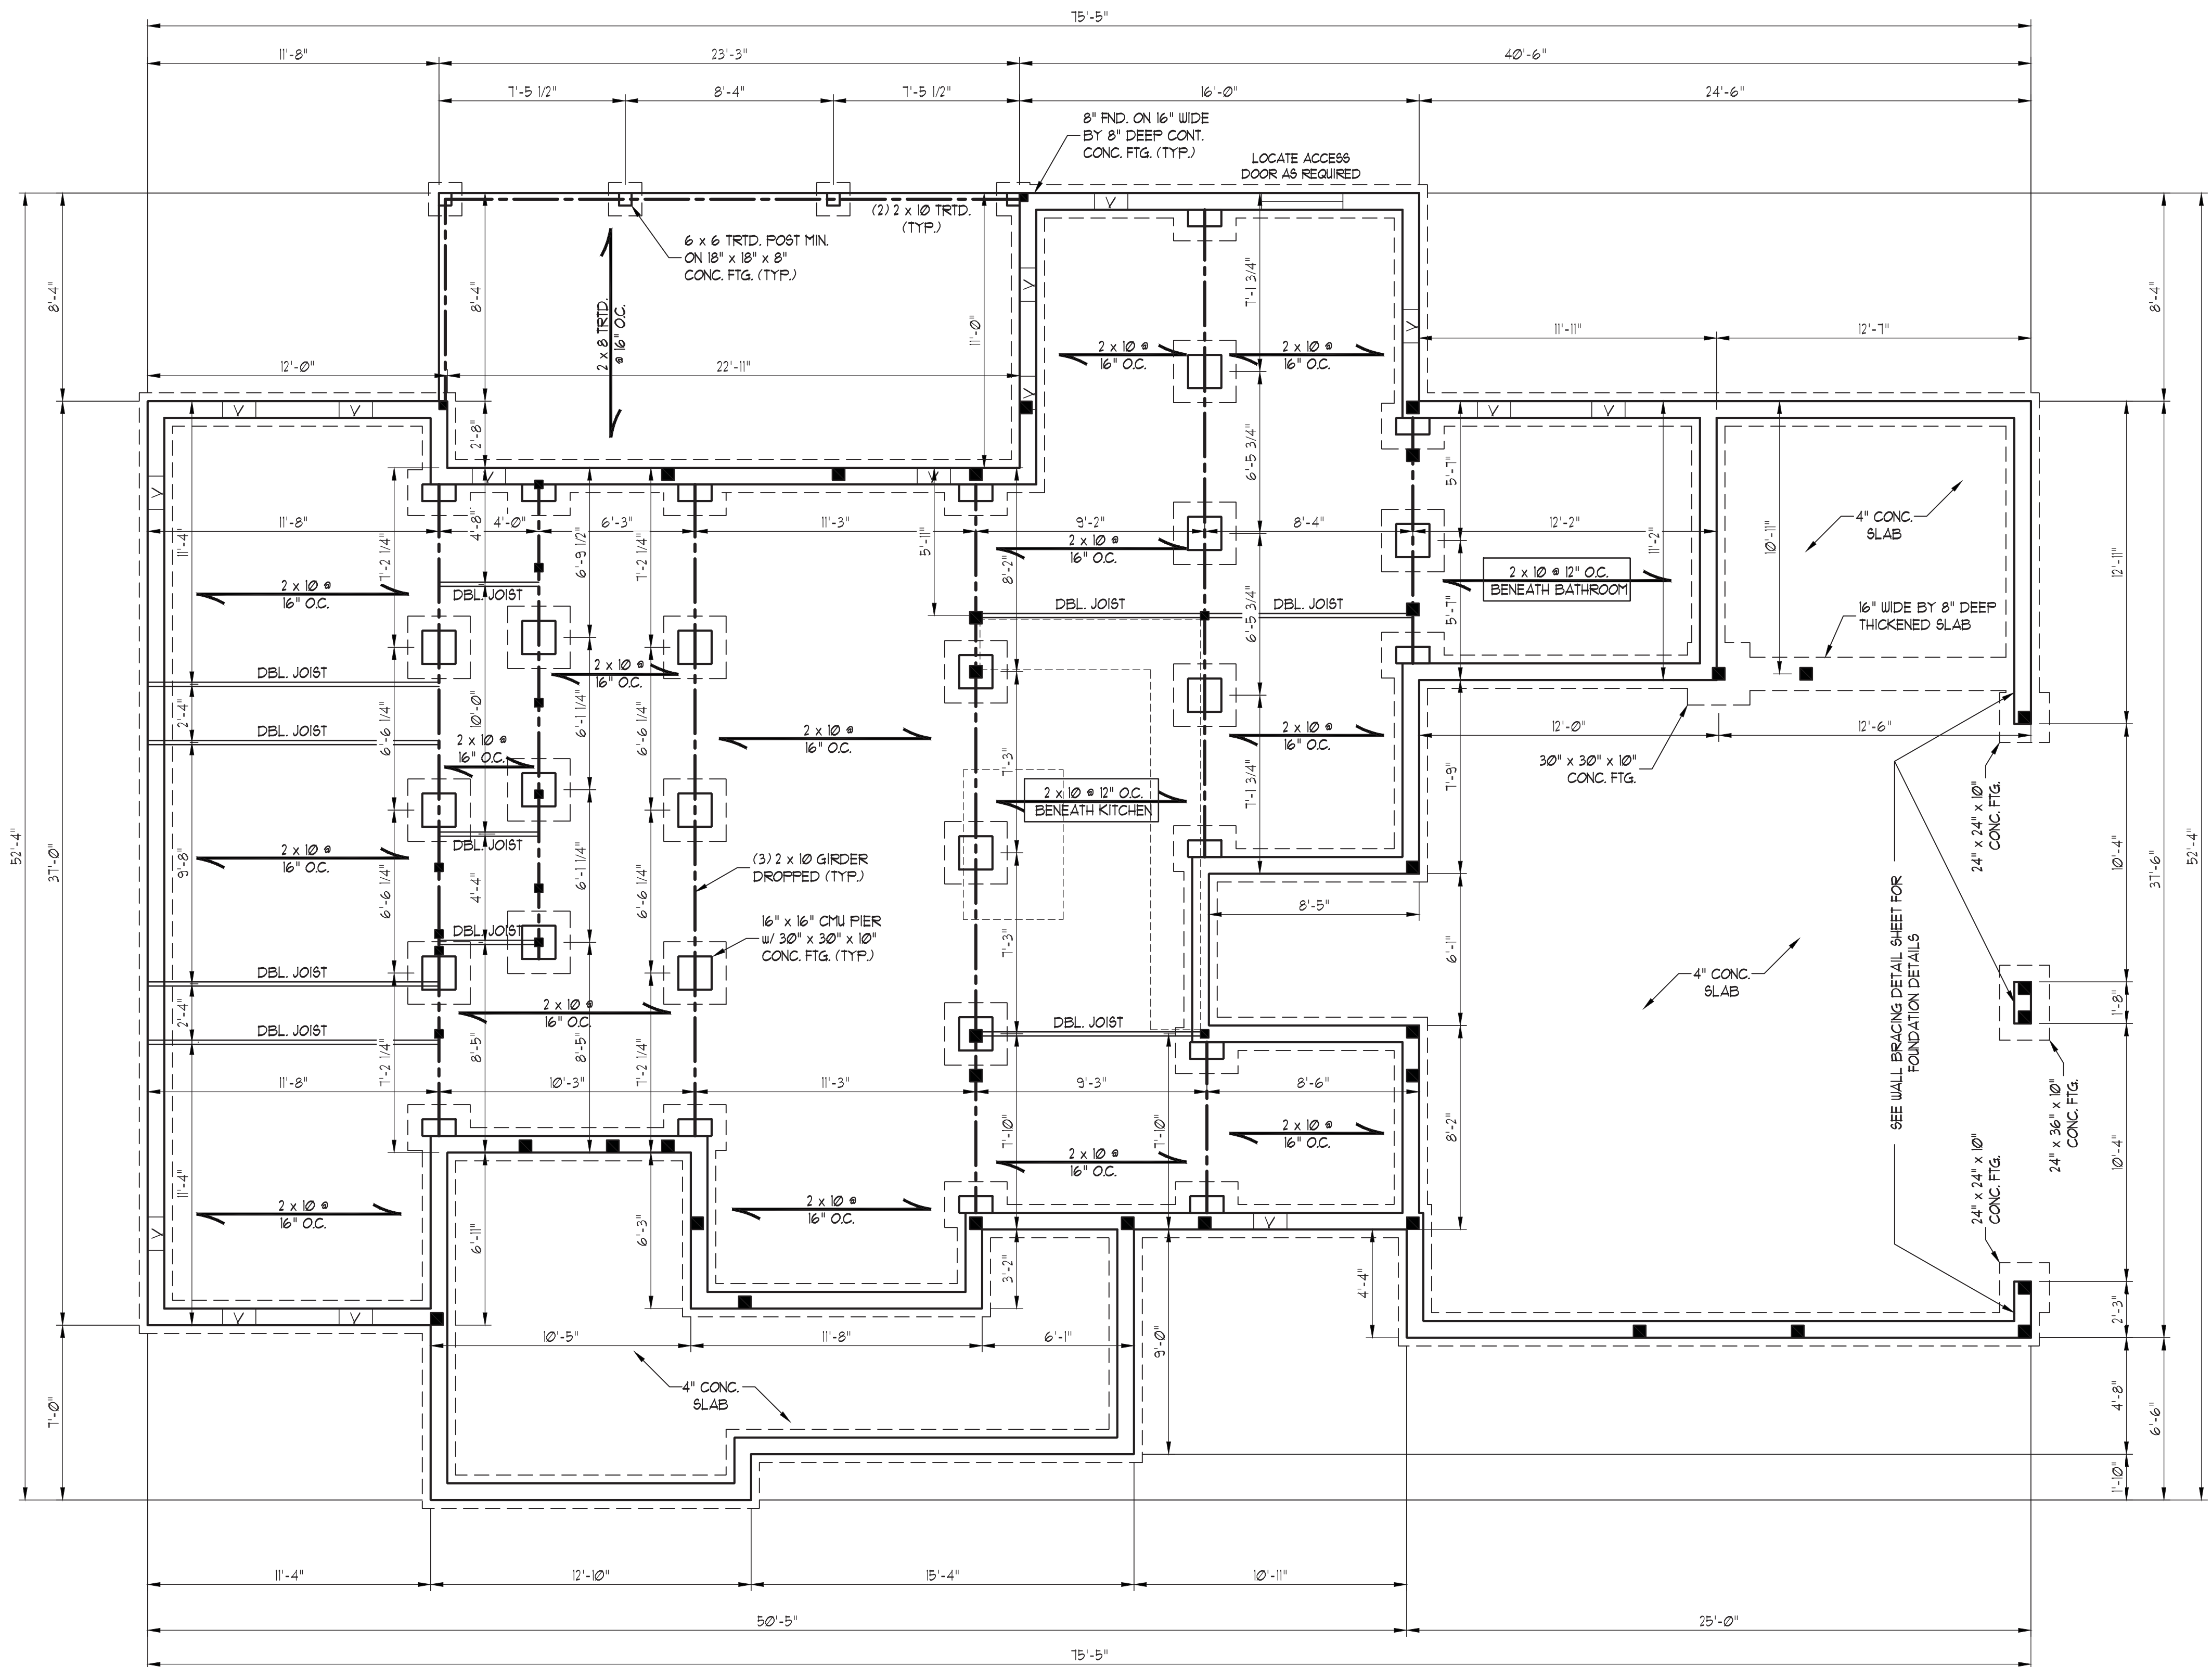 75'-5"
11'-8"
23'-3"
40'-6"
7'-5 1/2"
8'-4"
7'-5 1/2"
16'-0"
24'-6"
8" FND. ON 16" WIDE
BY 8" DEEP CONT.
CONC. FTG. (TYP.)
LOCATE ACCESS
DOOR AS REQUIRED
V
(2) 2 x 10 TRTD.
(TYP.)
6 x 6 TRTD. POST MIN.
ON 18" x 18" x 8"
CONC. FTG. (TYP.)
2 x 8 TRTD.
@ 16" O.C.
8'-4"
8'-4"
11'-0"
7'-1 3/4"
8'-4"
V
V
V
11'-11"
12'-7"
2 x 10 @
16" O.C.
2 x 10 @
16" O.C.
12'-0"
22'-11"
V
V
V
V
2'-8"
6'-5 3/4"
5'-7"
V
V
V
11'-8"
4'-0"
6'-3"
11'-3"
9'-2"
8'-4"
12'-2"
11'-4"
7'-2 1/4"
4'-8"
6'-9 1/2"
7'-2 1/4"
5'-11"
8'-2"
11'-2"
10'-11"
12'-11"
4" CONC.
SLAB
2 x 10 @
16" O.C.
2 x 10 @ 12" O.C.
BENEATH BATHROOM
2 x 10 @
16" O.C.
DBL. JOIST
DBL. JOIST
DBL. JOIST
6'-5 3/4"
5'-7"
16" WIDE BY 8" DEEP
THICKENED SLAB
DBL. JOIST
2 x 10 @
16" O.C.
2'-4"
6'-6 1/4"
10'-0"
6'-1 1/4"
6'-6 1/4"
DBL. JOIST
2 x 10 @
16" O.C.
2 x 10 @
16" O.C.
2 x 10 @
16" O.C.
12'-0"
12'-6"
30" x 30" x 10"
CONC. FTG.
7'-3"
7'-1 3/4"
7'-9"
2 x 10 @ 12" O.C.
BENEATH KITCHEN
24" x 24" x 10"
CONC. FTG.
52'-4"
37'-0"
2 x 10 @
16" O.C.
9'-8"
DBL. JOIST
6'-6 1/4"
4'-4"
6'-1 1/4"
6'-6 1/4"
(3) 2 x 10 GIRDER
DROPPED (TYP.)
10'-4"
37'-6"
52'-4"
8'-5"
16" x 16" CMU PIER
W/ 30" x 30" x 10"
CONC. FTG. (TYP.)
DBL. JOIST
7'-3"
6'-1"
4" CONC.
SLAB
SEE WALL BRACING DETAIL SHEET FOR
FOUNDATION DETAILS
DBL. JOIST
2'-4"
2 x 10 @
16" O.C.
1'-8"
DBL. JOIST
DBL. JOIST
7'-2 1/4"
8'-5"
8'-5"
7'-2 1/4"
11'-8"
10'-3"
11'-3"
9'-3"
8'-6"
7'-10"
7'-10"
8'-2"
2 x 10 @
16" O.C.
2 x 10 @
16" O.C.
24" x 36" x 10"
CONC. FTG.
10'-4"
24" x 24" x 10"
CONC. FTG.
11'-4"
2 x 10 @
16" O.C.
2 x 10 @
16" O.C.
V
V
6'-11"
6'-3"
3'-2"
4'-4"
2'-3"
V
V
10'-5"
11'-8"
6'-1"
9'-0"
4" CONC.
SLAB
7'-0"
4'-8"
6'-6"
1'-10"
11'-4"
12'-10"
15'-4"
10'-11"
50'-5"
25'-0"
75'-5"